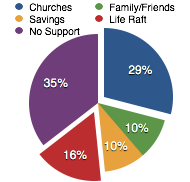 Churches Family/Friends
Savings Life Raft
No Support
35%
29%
10%
10%
16%